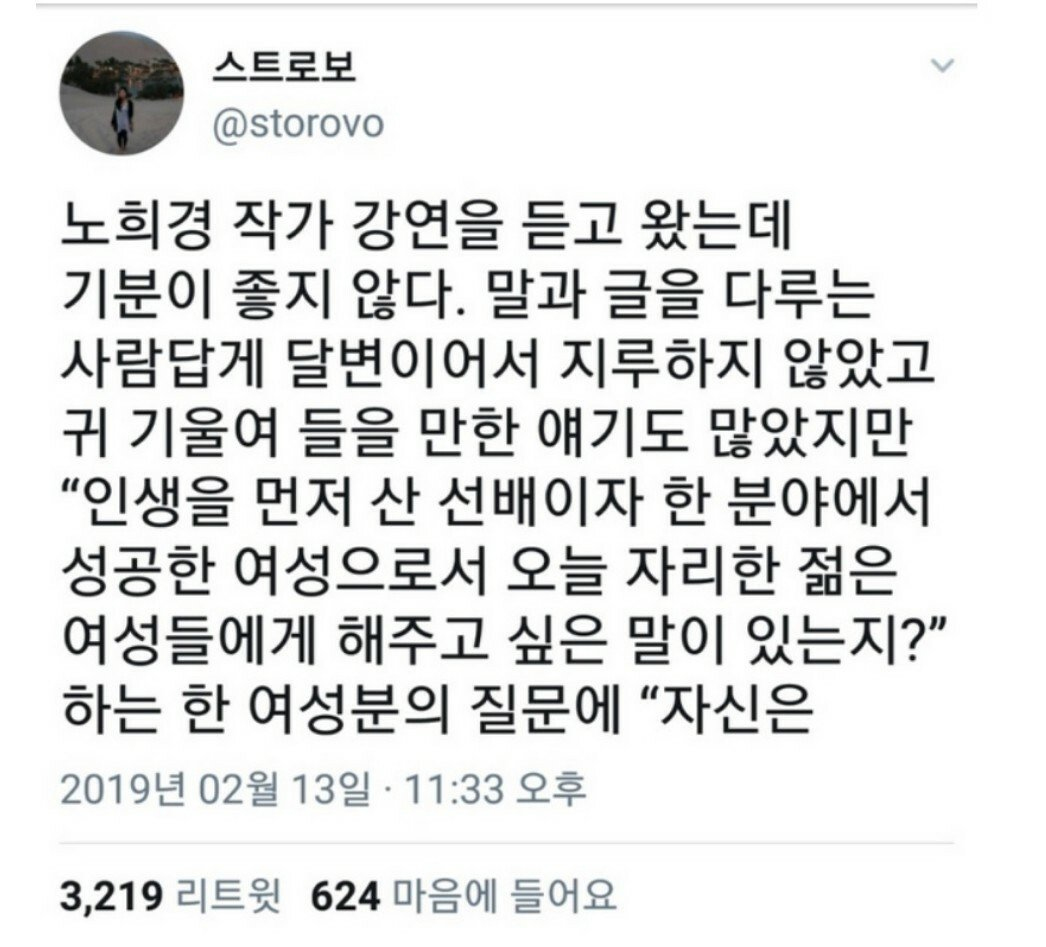 스트로보
@storovo
노희경 작가 강연을 듣고 왔는데
기분이 좋지 않다. 말과 글을 다루는
사람답게 달변이어서 지루하지 않았고
귀 기울여 들을 만한 얘기도 많았지만
“인생을 먼저 산 선배이자 한 분야에서
성공한 여성으로서 오늘 자리한 젊은
여성들에게 해주고 싶은 말이 있는지?”
하는 한 여성분의 질문에 “자신은
2019년 02월 13일 · 11:33 오후
3,219 리트윗 624 마음에 들어요